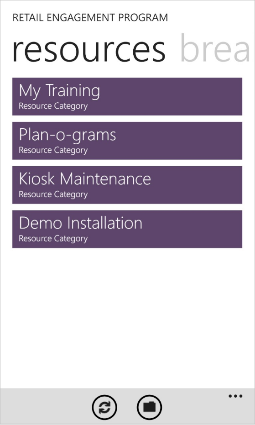 RETAIL ENGAGEMENT PROGRAM
resources brea
My Training
Resource Category
Plan-o-grams
Resource Category
Kiosk Maintenance
Resource Category
Demo Installation
Resource Category